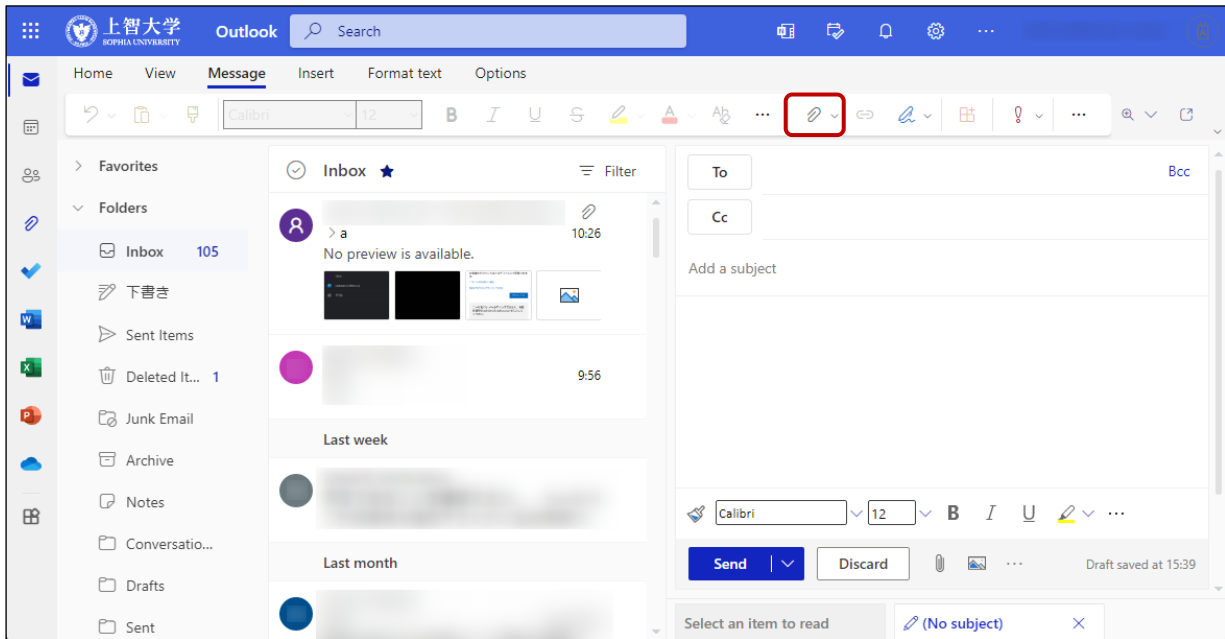 上智大学
SOPHIA UNIVERSITY
Outlook
Search
Home View Message Insert Format text Options
Calibri 12 B I U S A Ab
Favorites
Folders
Inbox 105
下書き
Sent Items
Deleted It... 1
Junk Email
Archive
Notes
Conversatio...
Drafts
Sent
Inbox
Filter
R
> a
10:26
No preview is available.
9:56
Last week
Last month
To
Bcc
Cc
Add a subject
Calibri 12 B I U
Send
Discard
Draft saved at 15:39
Select an item to read
(No subject)